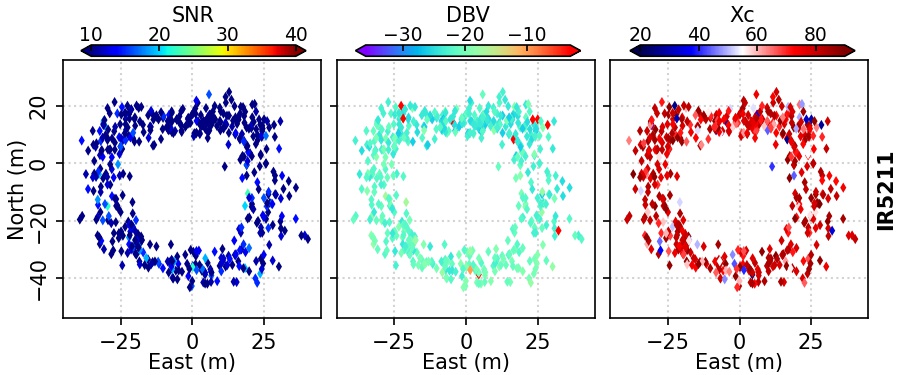 SNR DBV Xc
10 20 30 40 −30 −20 −10 20 40 60 80
20
0
−20
−40
North (m)
−25 0 25 −25 0 25 −25 0 25
East (m) East (m) East (m)
IR5211